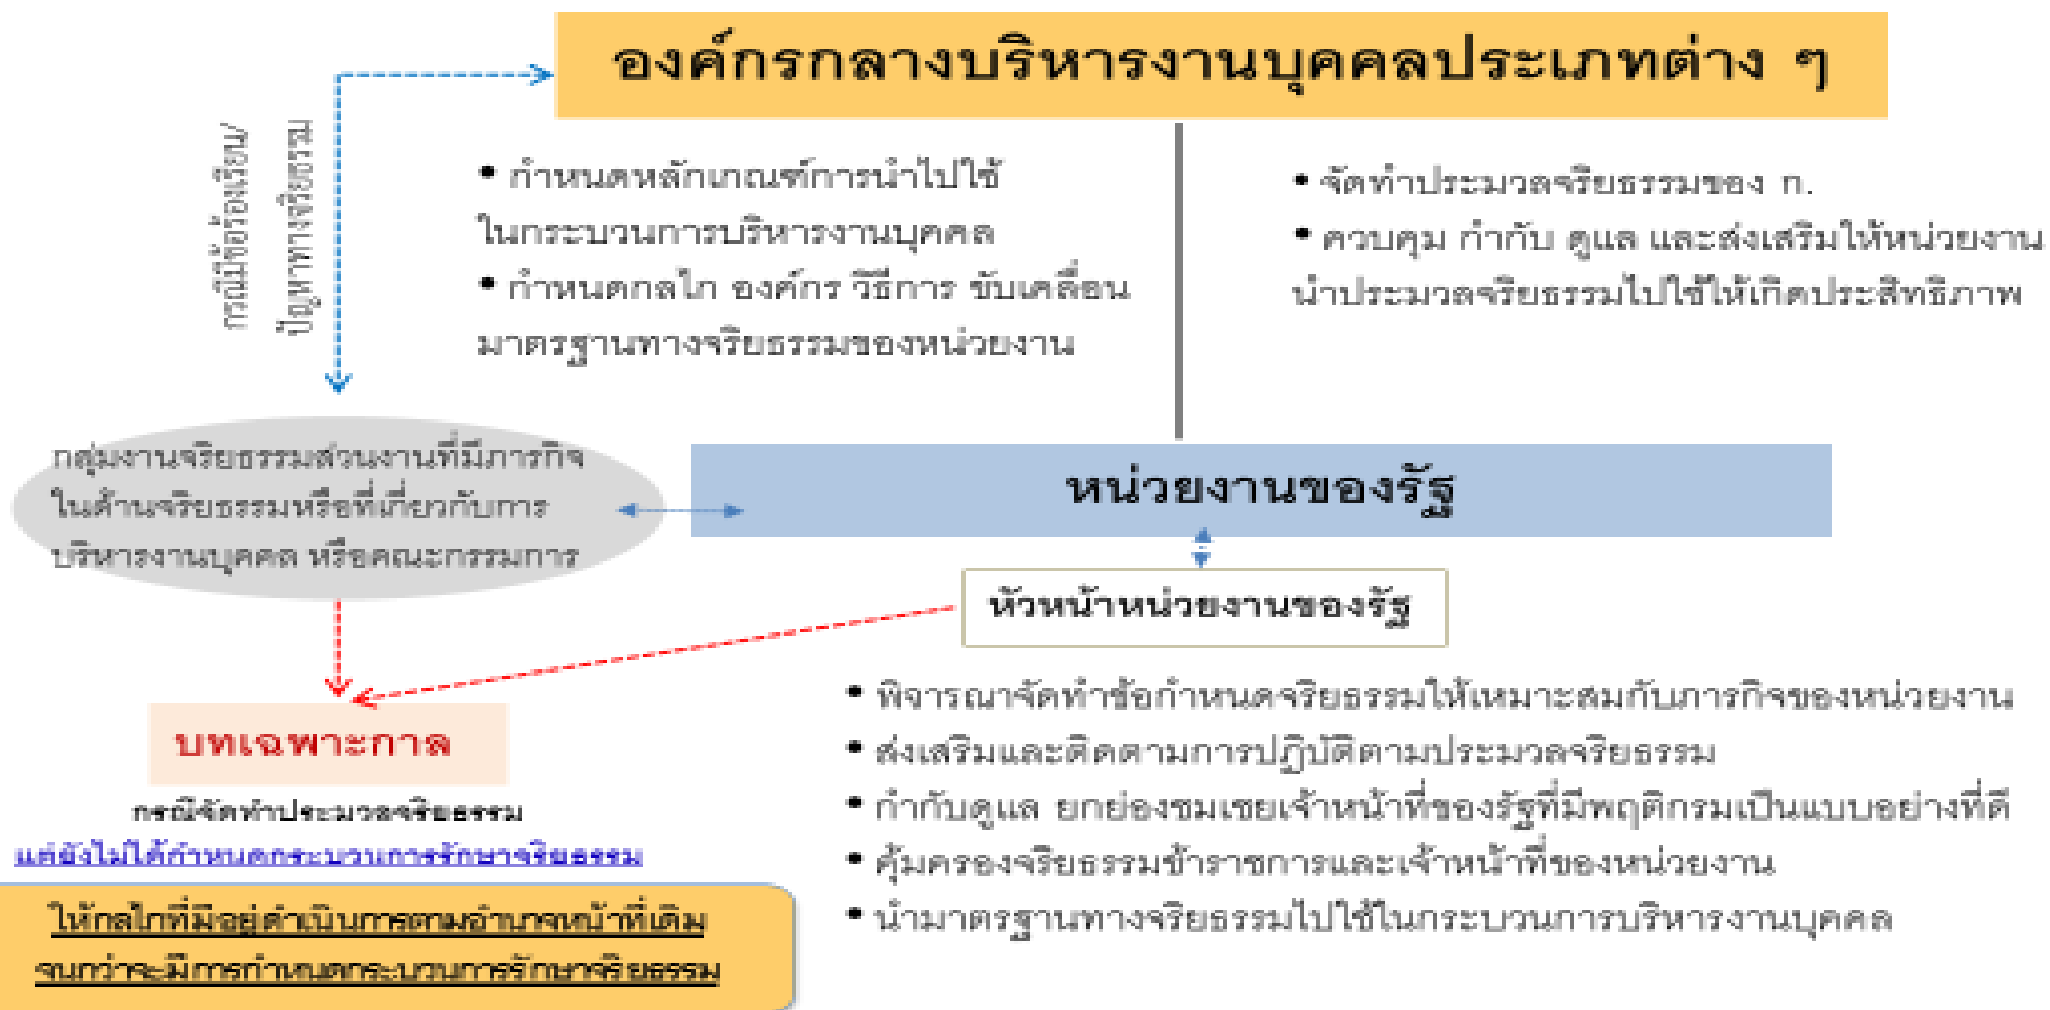 องค์กรกลางบริหารงานบุคคลประเภทต่าง ๆ
กรณีมีข้อร้องเรียน/
ปัญหาทางจริยธรรม
• กำหนดหลักเกณฑ์การนำไปใช้
ในกระบวนการบริหารงานบุคคล
• กำหนดกลไก องค์กร วิธีการ ขับเคลื่อน
มาตรฐานทางจริยธรรมของหน่วยงาน
• จัดทำประมวลจริยธรรมของ ก.
• ควบคุม กำกับ ดูแล และส่งเสริมให้หน่วยงาน
นำประมวลจริยธรรมไปใช้ให้เกิดประสิทธิภาพ
กลุ่มงานจริยธรรมส่วนงานที่มีภารกิจ
ในด้านจริยธรรมหรือที่เกี่ยวกับการ
บริหารงานบุคคล หรือคณะกรรมการ
หน่วยงานของรัฐ
หัวหน้าหน่วยงานของรัฐ
• พิจารณาจัดทำข้อกำหนดจริยธรรมให้เหมาะสมกับภารกิจของหน่วยงาน
• ส่งเสริมและติดตามการปฏิบัติตามประมวลจริยธรรม
• กำกับดูแล ยกย่องชมเชยเจ้าหน้าที่ของรัฐที่มีพฤติกรมเป็นแบบอย่างที่ดี
• คุ้มครองจริยธรรมข้าราชการและเจ้าหน้าที่ของหน่วยงาน
• นำมาตรฐานทางจริยธรรมไปใช้ในกระบวนการบริหารงานบุคคล
บทเฉพาะกาล
กรณีจัดทำประมวลจริยธรรม
แต่ยังไม่ได้กำหนดกระบวนการรักษาจริยธรรม
ให้กลไกที่มีอยู่ดำเนินการตามอำนาจหน้าที่เดิม
จนกว่าจะมีการกำหนดกระบวนการรักษาจริยธรรม